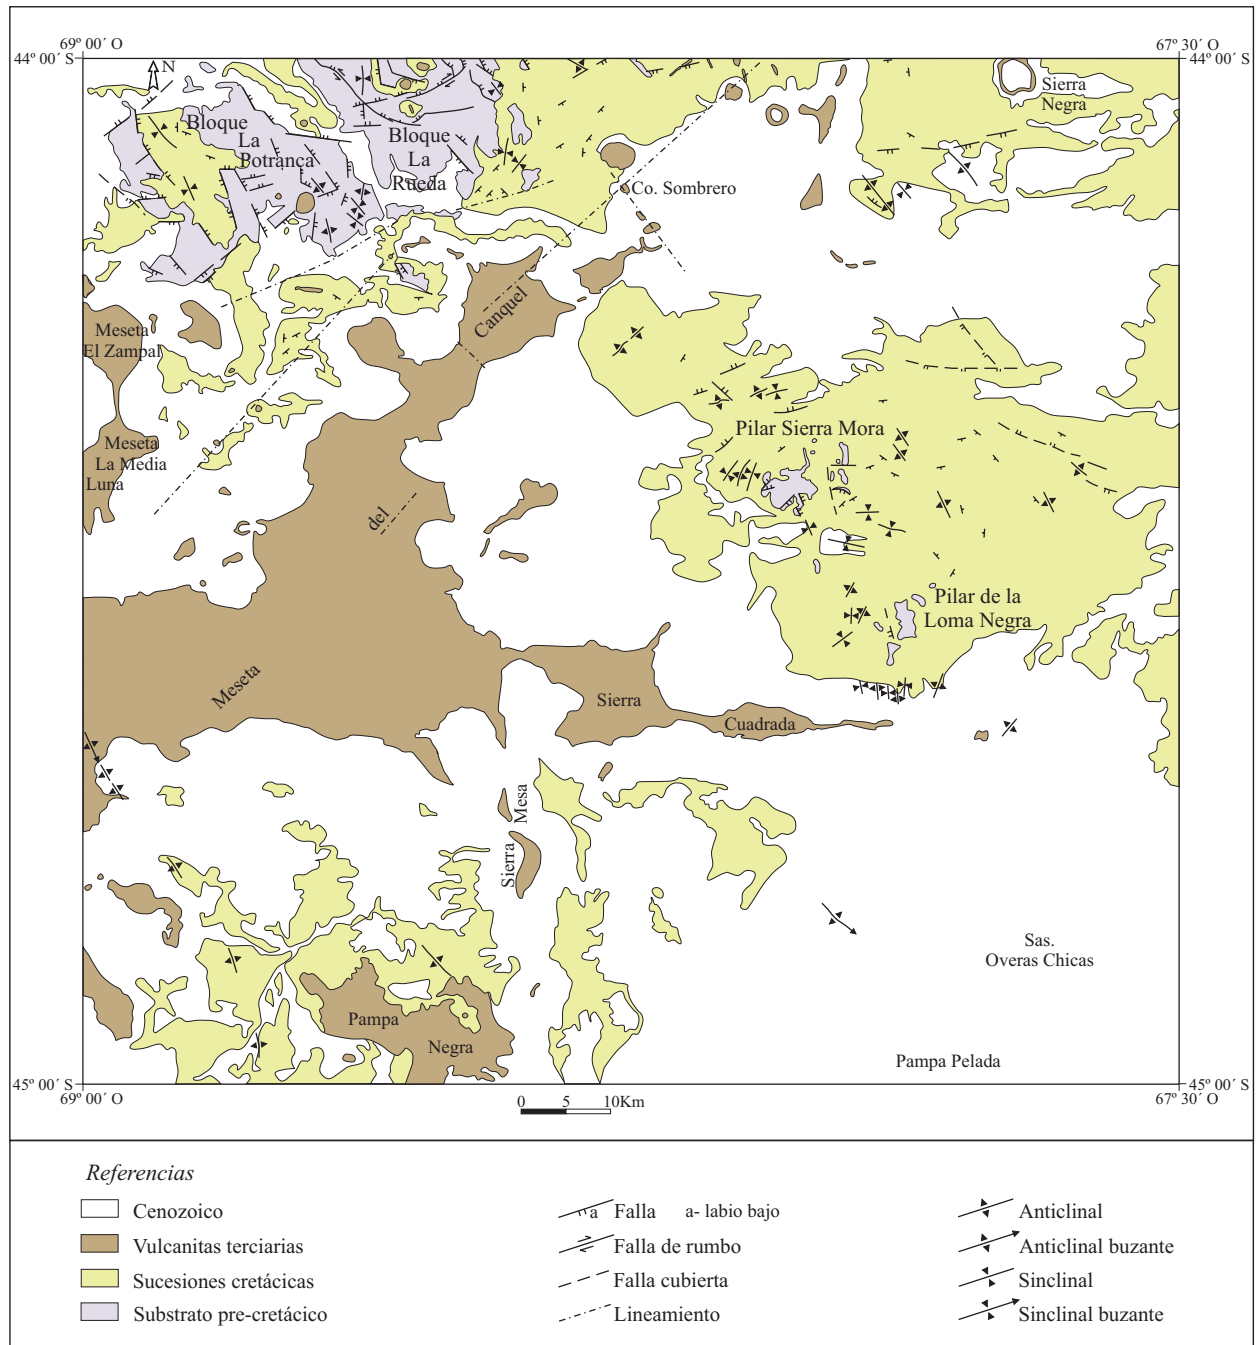 69º 00´ O
67º 30´ O
44º 00´ S
44º 00´ S
N
Sierra
Negra
Bloque
La
Potranca
Bloque
La
Rueda
Co. Sombrero
Canquel
Meseta
El Zampal
Pilar Sierra Mora
Meseta
La Media
Luna
del
Pilar de la
Loma Negra
Meseta
Sierra
Cuadrada
Sierra Mesa
Sas.
Overas Chicas
Pampa
Negra
Pampa Pelada
45º 00´ S
45º 00´ S
69º 00´ O
67º 30´ O
0 5 10Km
Referencias
Cenozoico
Vulcanitas terciarias
Sucesiones cretácicas
Substrato pre-cretácico
a Falla a- labio bajo
Falla de rumbo
Falla cubierta
Lineamiento
Anticlinal
Anticlinal buzante
Sinclinal
Sinclinal buzante